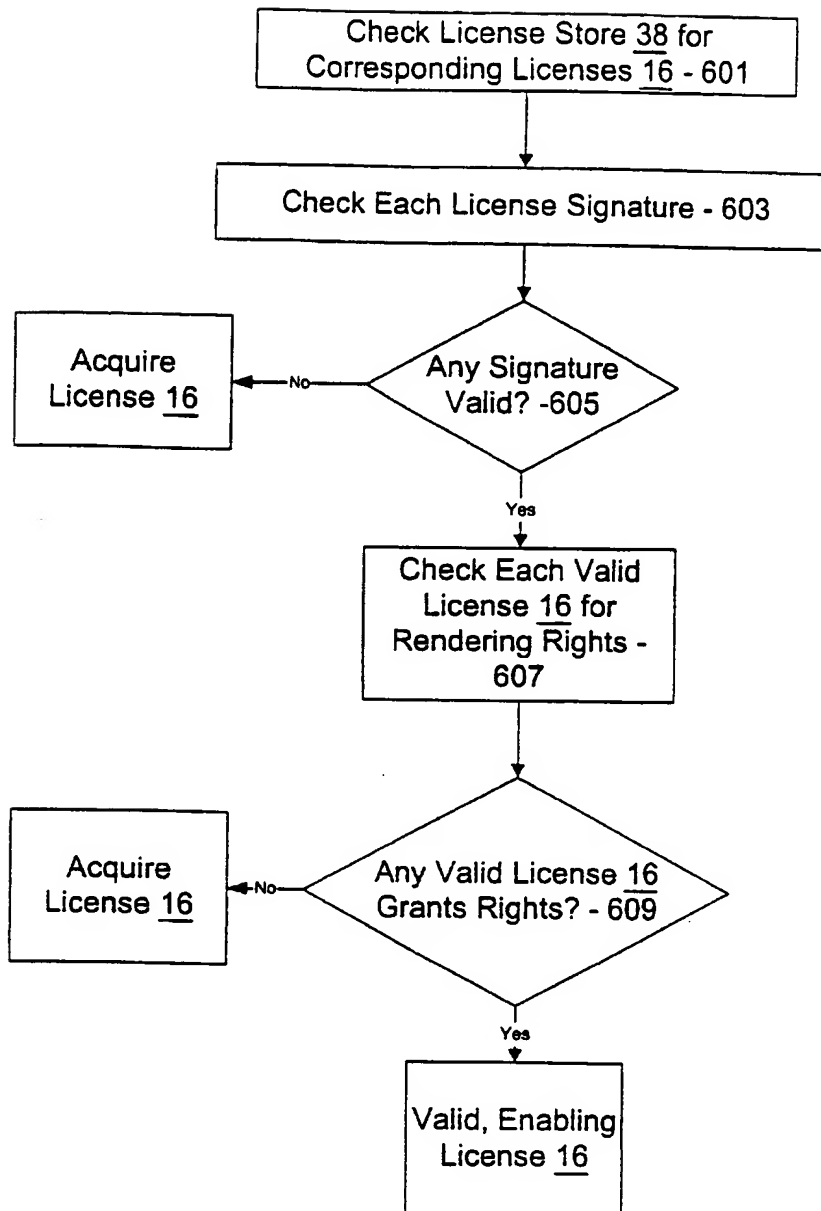 Check License Store 38 for
Corresponding Licenses 16 - 601
Check Each License Signature - 603
Acquire
License 16
No
Any Signature
Valid? -605
Yes
Check Each Valid
License 16 for
Rendering Rights -
607
Acquire
License 16
No
Any Valid License 16
Grants Rights? - 609
Yes
Valid, Enabling
License 16